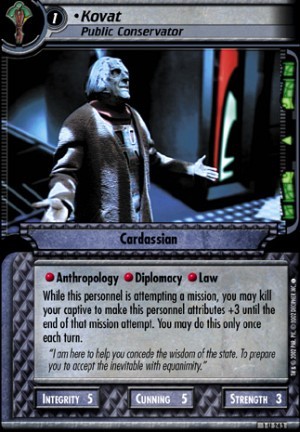 1
• Kovat
Public Conservator
Cardassian
Anthropology Diplomacy Law
While this personnel is attempting a mission, you may kill
your captive to make this personnel attributes +3 until the
end of that mission attempt. You may do this only once
each turn.
"I am here to help you concede the wisdom of the state. To prepare
you to accept the inevitable with equanimity."
INTEGRITY 5 CUNNING 5 STRENGTH 3